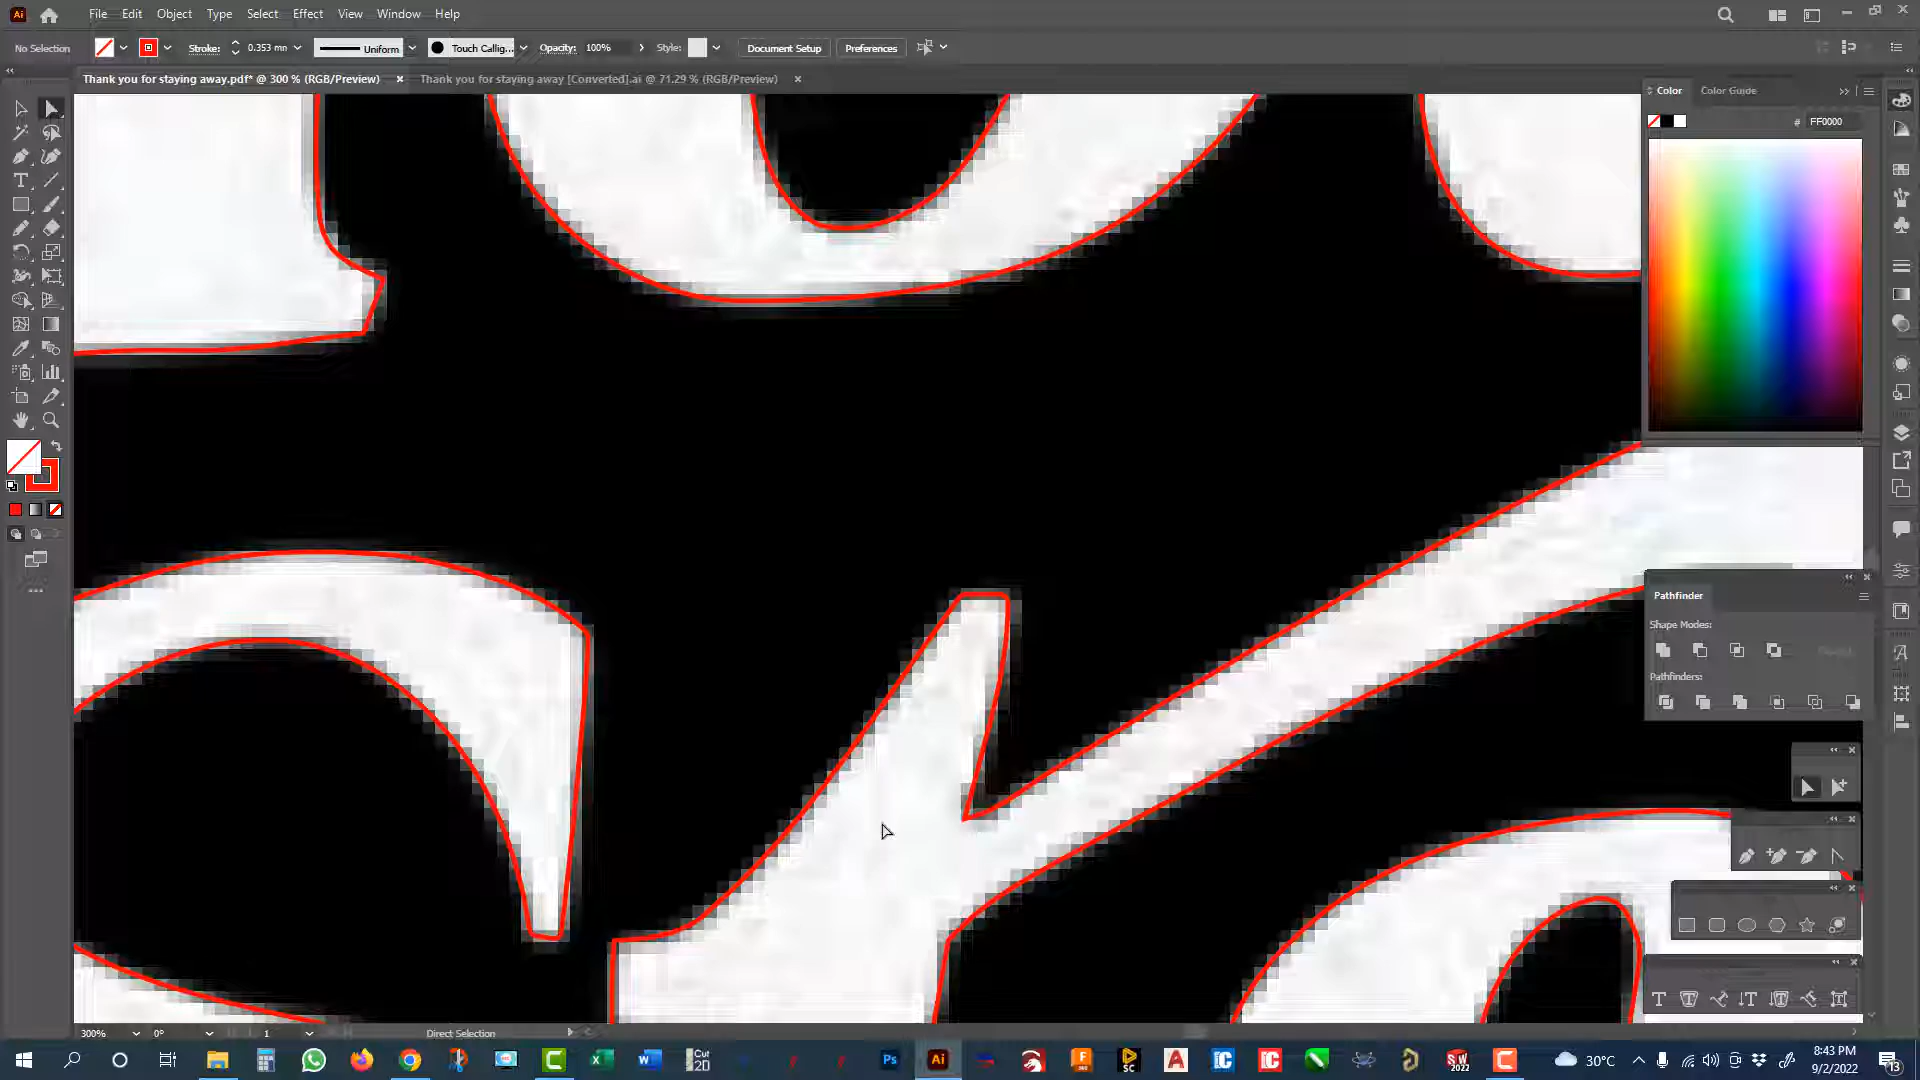 File Edit Object Type Select Effect View Window Help
No Selection Stroke: 0.353 mn Uniform Touch Callig... Opacity: 100% Style: Document Setup Preferences
Thank you for staying away.pdf* @ 300 % (RGB/Preview) × Thank you for staying away [Converted].ai @ 71.29 % (RGB/Preview) ×
Color Color Guide
# FF0000
Pathfinder
Shape Modes:
Pathfinders:
300% 0° 1 Direct Selection
30°C 8:43 PM
9/2/2022